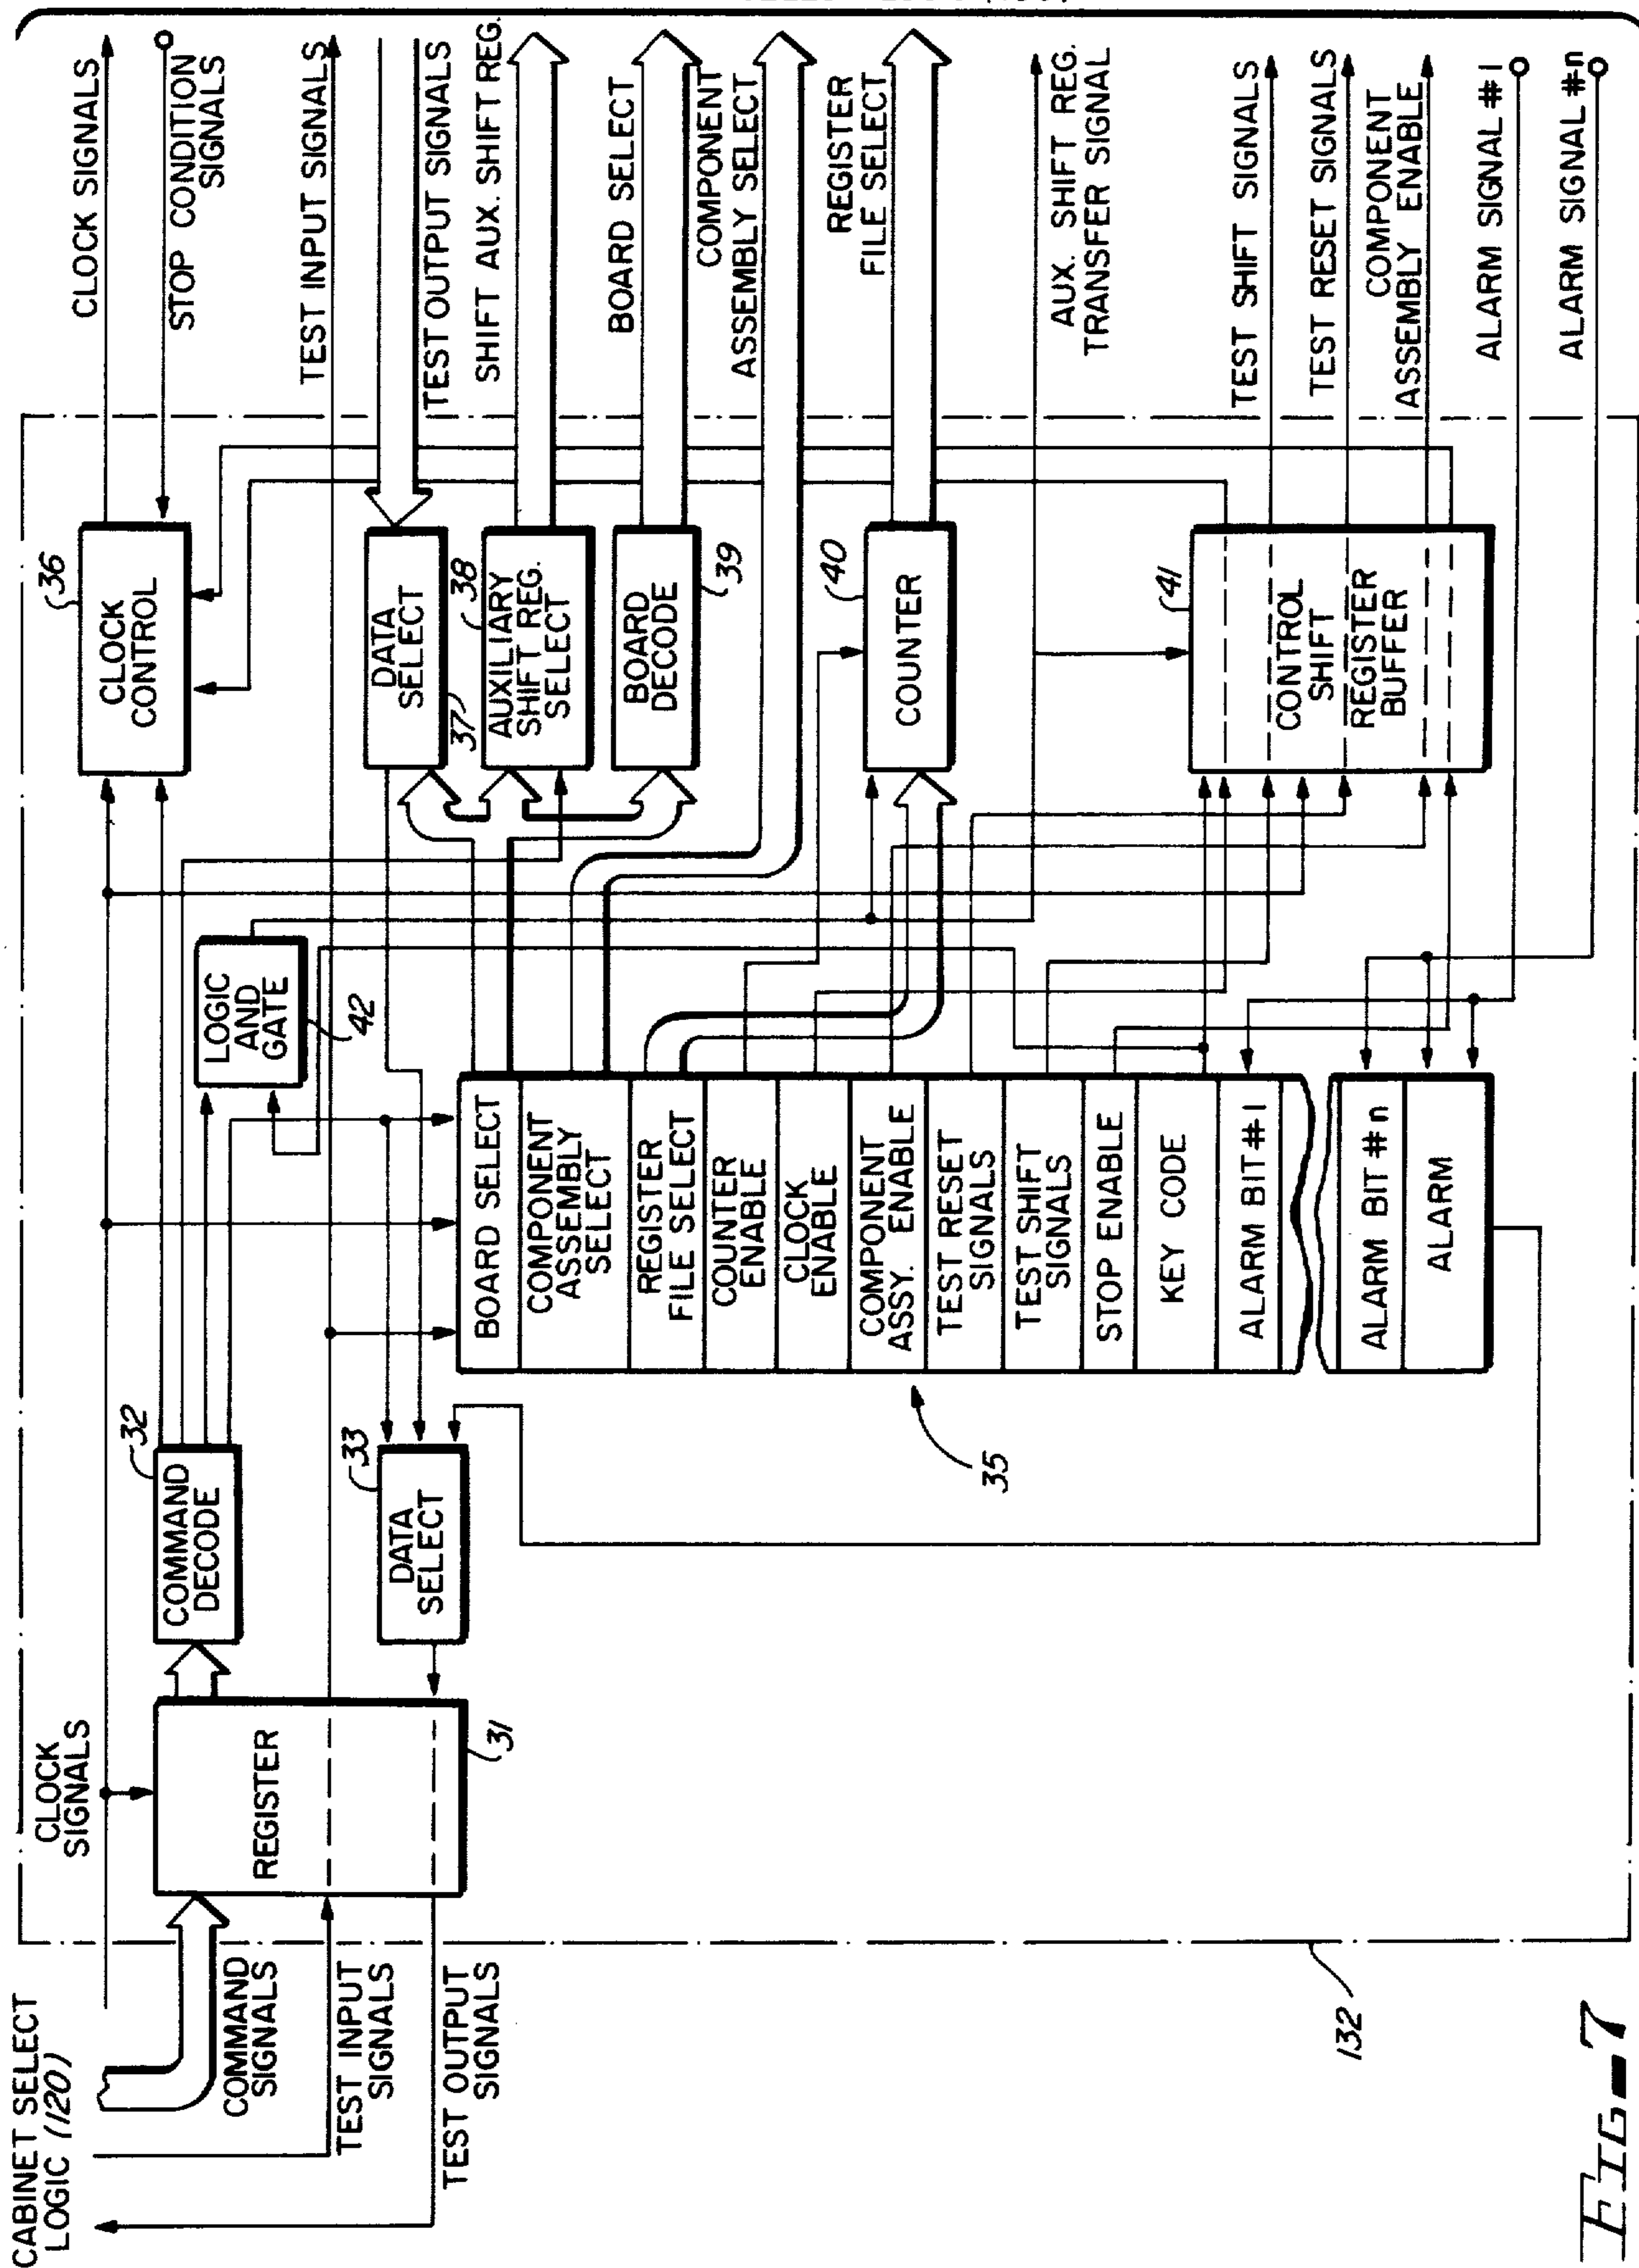 CABINET SELECT
LOGIC (120)
COMMAND
SIGNALS
TEST INPUT
SIGNALS
TEST OUTPUT
SIGNALS
CLOCK
SIGNALS
REGISTER
31
COMMAND
DECODE
32
DATA
SELECT
33
LOGIC
AND
GATE
42
BOARD SELECT
COMPONENT
ASSEMBLY
SELECT
REGISTER
FILE SELECT
COUNTER
ENABLE
CLOCK
ENABLE
COMPONENT
ASSY. ENABLE
TEST RESET
SIGNALS
TEST SHIFT
SIGNALS
STOP ENABLE
KEY CODE
ALARM BIT #1
ALARM BIT #n
ALARM
35
CLOCK
CONTROL
36
DATA
SELECT
37
AUXILIARY
SHIFT REG.
SELECT
38
BOARD
DECODE
39
COUNTER
40
CONTROL
SHIFT
REGISTER
BUFFER
41
CLOCK SIGNALS
STOP CONDITION
SIGNALS
TEST INPUT SIGNALS
TEST OUTPUT SIGNALS
SHIFT AUX. SHIFT REG.
BOARD SELECT
COMPONENT
ASSEMBLY SELECT
REGISTER
FILE SELECT
AUX. SHIFT REG.
TRANSFER SIGNAL
TEST SHIFT SIGNALS
TEST RESET SIGNALS
COMPONENT
ASSEMBLY ENABLE
ALARM SIGNAL #1
ALARM SIGNAL #n
132
FIG-7